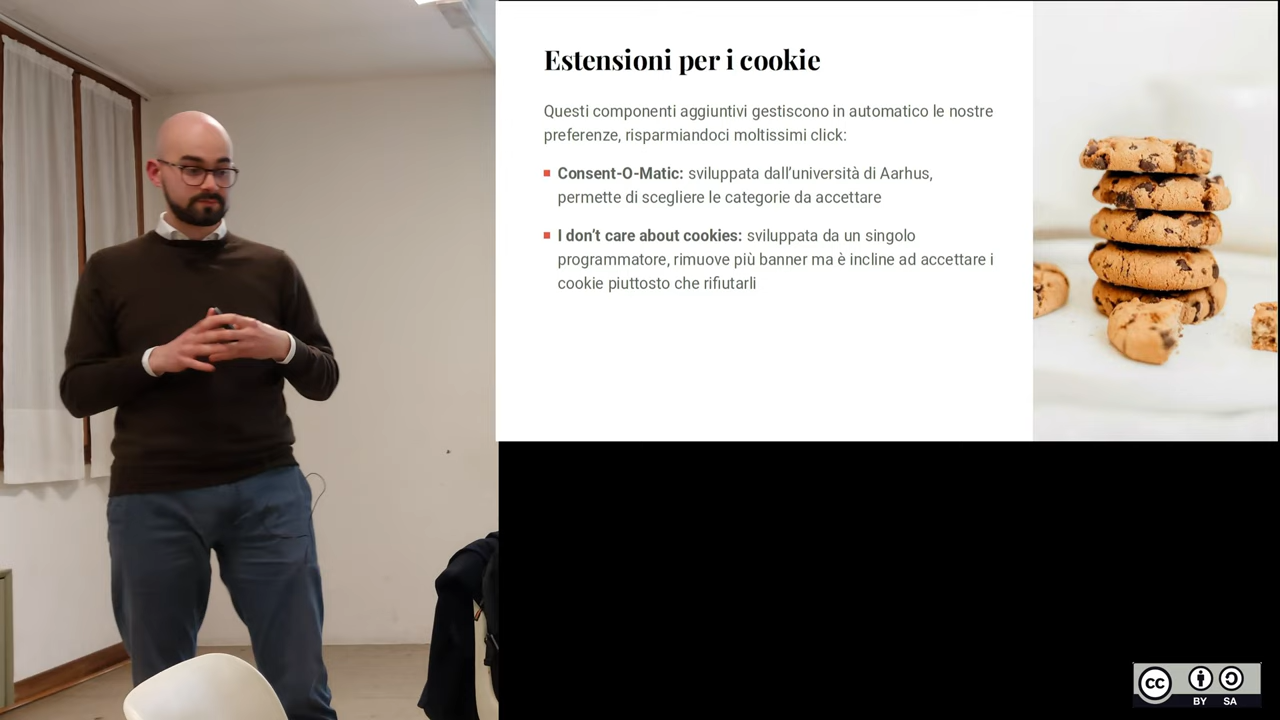 Estensioni per i cookie
Questi componenti aggiuntivi gestiscono in automatico le nostre
preferenze, risparmiandoci moltissimi click:
Consent-O-Matic: sviluppata dall’università di Aarhus,
permette di scegliere le categorie da accettare
I don’t care about cookies: sviluppata da un singolo
programmatore, rimuove più banner ma è incline ad accettare i
cookie piuttosto che rifiutarli
cc
BY SA